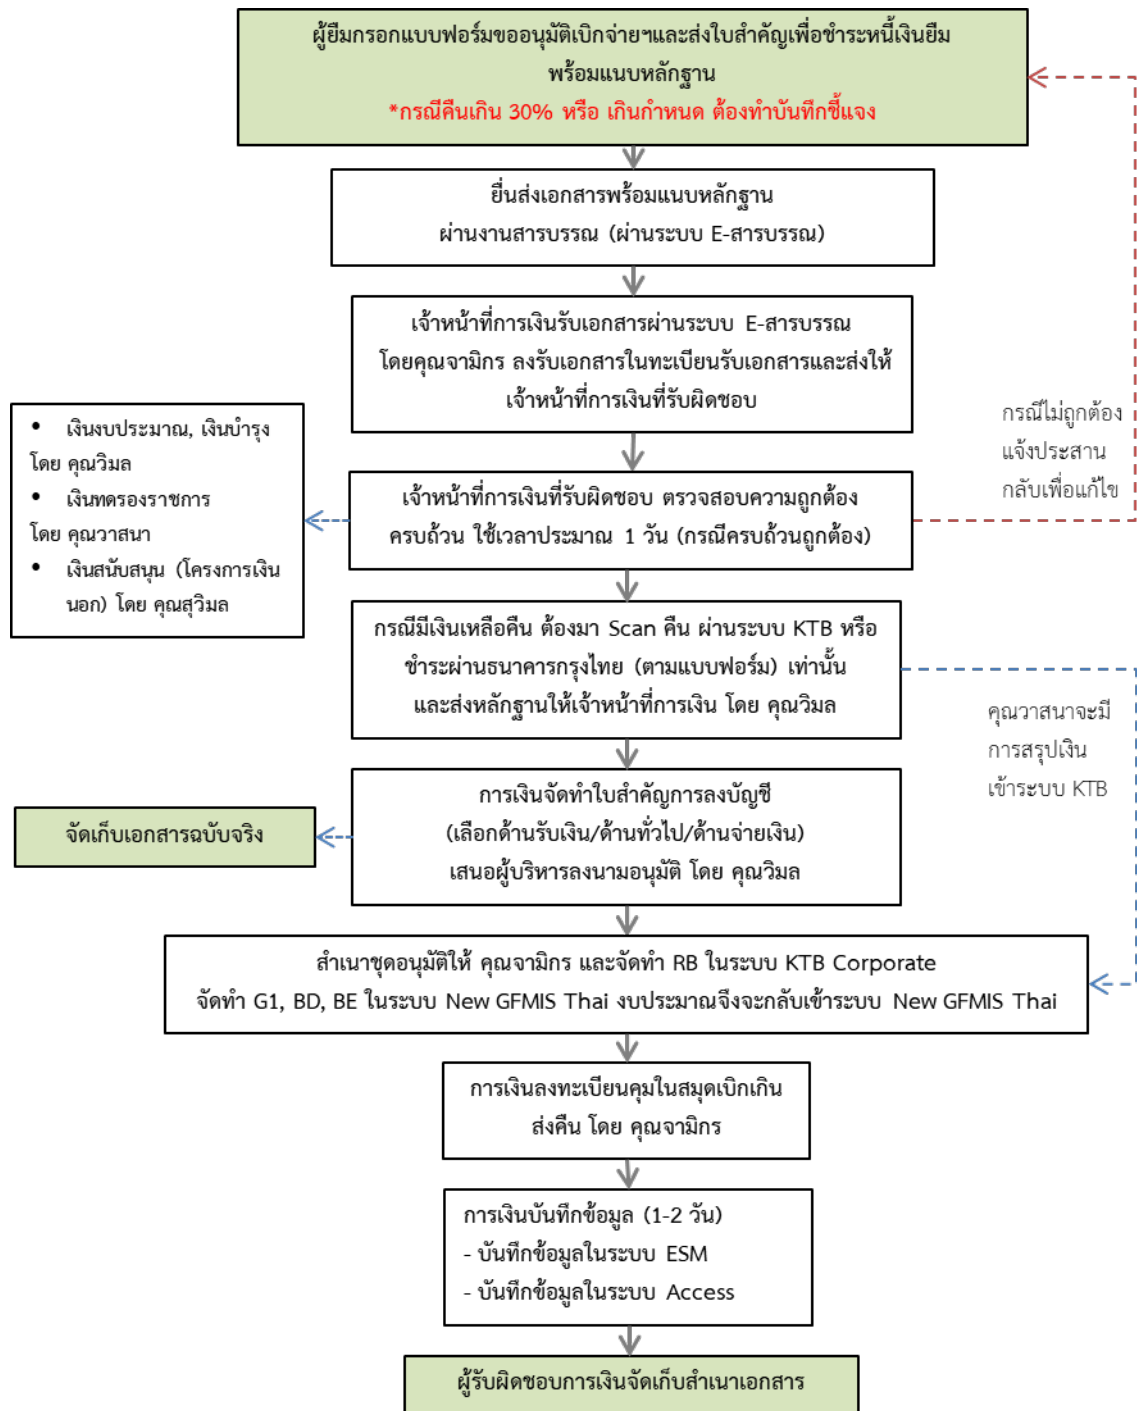 ผู้ยืมกรอกแบบฟอร์มขออนุมัติเบิกจ่ายฯและส่งใบสำคัญเพื่อชำระหนี้เงินยืม
พร้อมแนบหลักฐาน
*กรณีคืนเกิน 30% หรือ เกินกำหนด ต้องทำบันทึกชี้แจง
ยื่นส่งเอกสารพร้อมแนบหลักฐาน
ผ่านงานสารบรรณ (ผ่านระบบ E-สารบรรณ)
เจ้าหน้าที่การเงินรับเอกสารผ่านระบบ E-สารบรรณ
โดยคุณจามิกร ลงรับเอกสารในทะเบียนรับเอกสารและส่งให้
เจ้าหน้าที่การเงินที่รับผิดชอบ
กรณีไม่ถูกต้อง
แจ้งประสาน
กลับเพื่อแก้ไข
• เงินงบประมาณ, เงินบำรุง
โดย คุณวิมล
• เงินทดรองราชการ
โดย คุณวาสนา
• เงินสนับสนุน (โครงการเงิน
นอก) โดย คุณสุวิมล
เจ้าหน้าที่การเงินที่รับผิดชอบ ตรวจสอบความถูกต้อง
ครบถ้วน ใช้เวลาประมาณ 1 วัน (กรณีครบถ้วนถูกต้อง)
กรณีมีเงินเหลือคืน ต้องมา Scan คืน ผ่านระบบ KTB หรือ
ชำระผ่านธนาคารกรุงไทย (ตามแบบฟอร์ม) เท่านั้น
และส่งหลักฐานให้เจ้าหน้าที่การเงิน โดย คุณวิมล
คุณวาสนาจะมี
การสรุปเงิน
เข้าระบบ KTB
การเงินจัดทำใบสำคัญการลงบัญชี
(เลือกด้านรับเงิน/ด้านทั่วไป/ด้านจ่ายเงิน)
เสนอผู้บริหารลงนามอนุมัติ โดย คุณวิมล
จัดเก็บเอกสารฉบับจริง
สำเนาชุดอนุมัติให้ คุณจามิกร และจัดทำ RB ในระบบ KTB Corporate
จัดทำ G1, BD, BE ในระบบ New GFMIS Thai งบประมาณจึงจะกลับเข้าระบบ New GFMIS Thai
การเงินลงทะเบียนคุมในสมุดเบิกเกิน
ส่งคืน โดย คุณจามิกร
การเงินบันทึกข้อมูล (1-2 วัน)
- บันทึกข้อมูลในระบบ ESM
- บันทึกข้อมูลในระบบ Access
ผู้รับผิดชอบการเงินจัดเก็บสำเนาเอกสาร